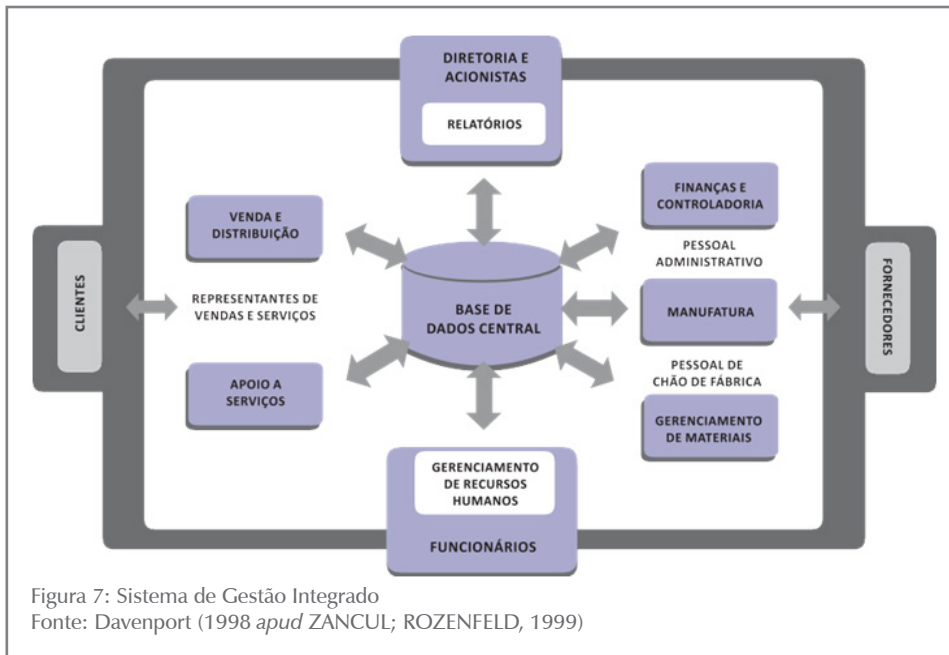 DIRETORIA E
ACIONISTAS
RELATÓRIOS
VENDA E
DISTRIBUIÇÃO
FINANÇAS E
CONTROLADORIA
PESSOAL
ADMINISTRATIVO
CLIENTES
REPRESENTANTES DE
VENDAS E SERVIÇOS
BASE DE
DADOS CENTRAL
MANUFATURA
FORNECEDORES
PESSOAL DE
CHÃO DE FÁBRICA
APOIO A
SERVIÇOS
GERENCIAMENTO
DE MATERIAIS
GERENCIAMENTO
DE RECURSOS
HUMANOS
FUNCIONÁRIOS
Figura 7: Sistema de Gestão Integrado
Fonte: Davenport (1998 apud ZANCUL; ROZENFELD, 1999)